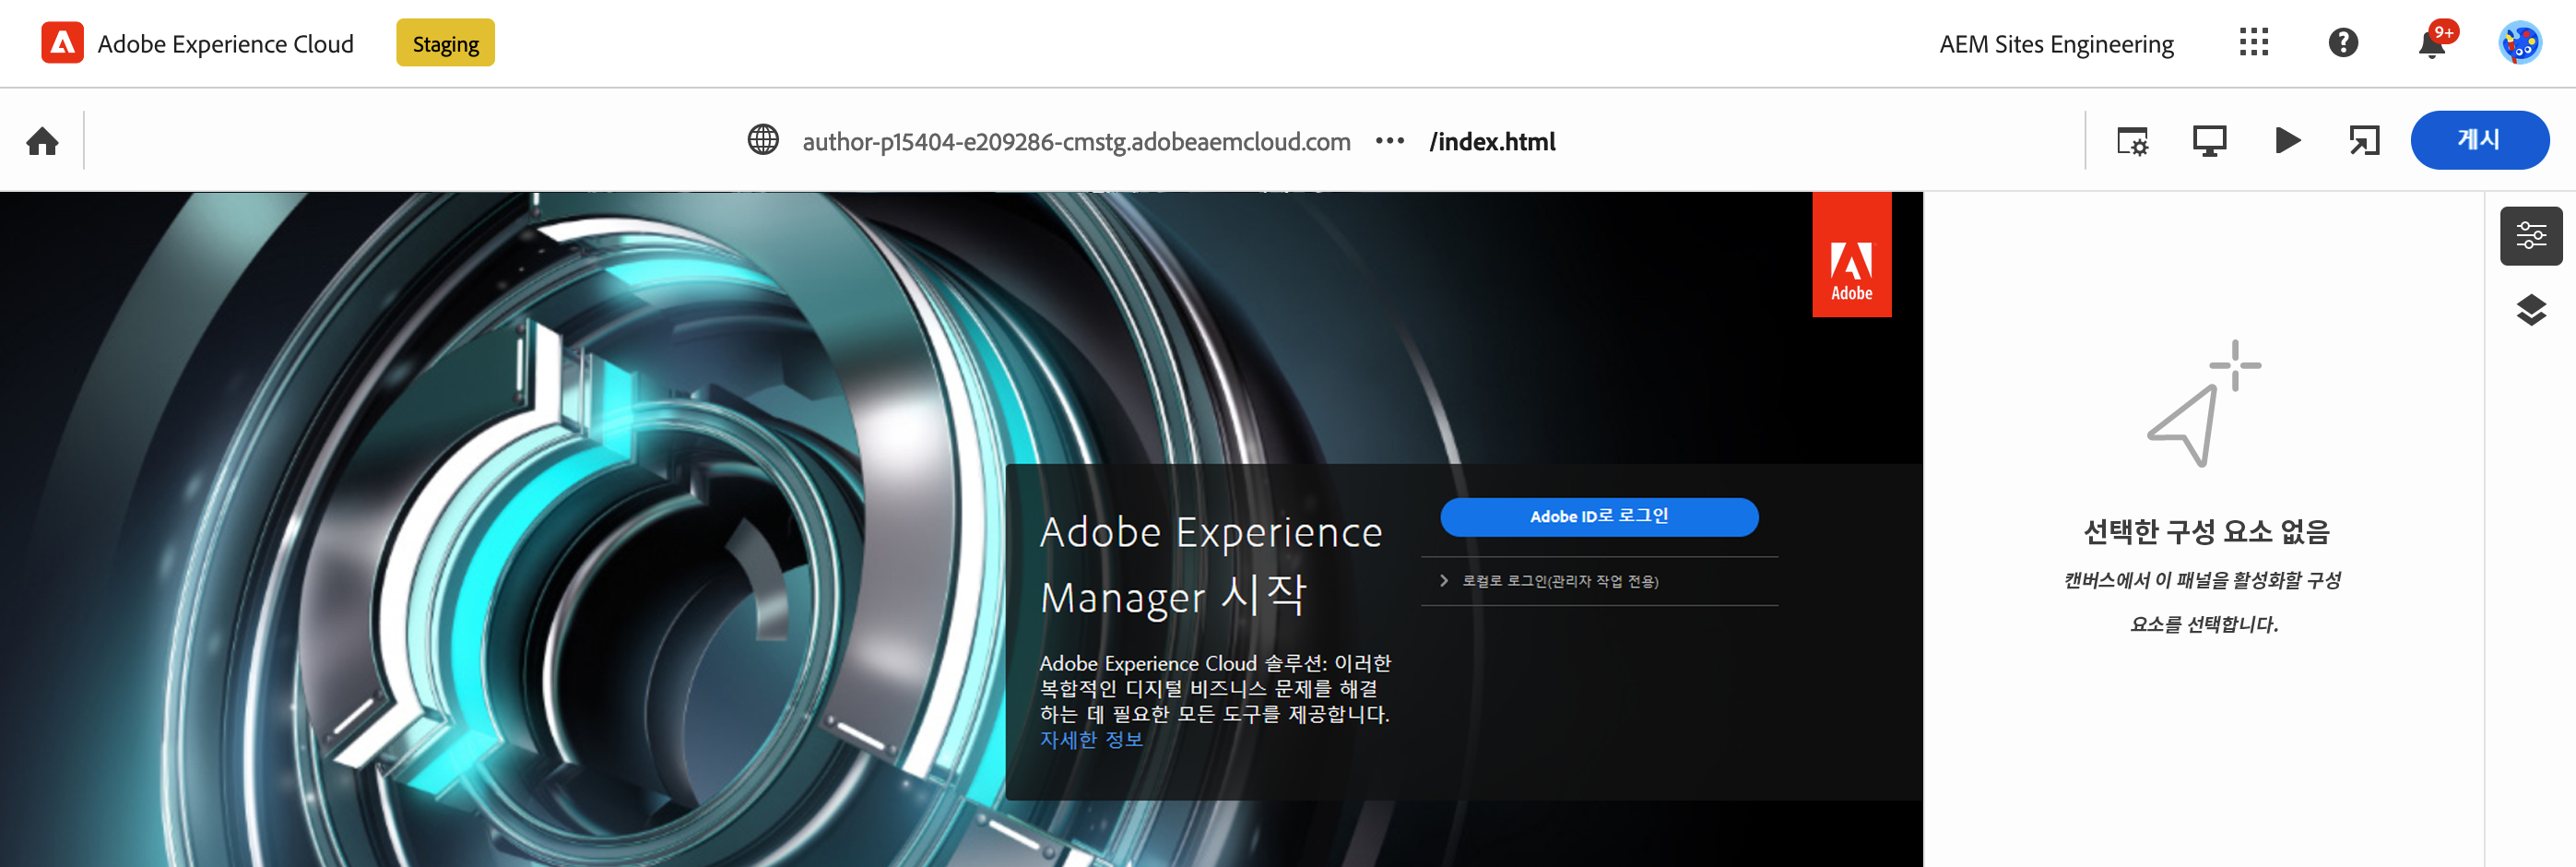 Adobe Experience Cloud
Staging
AEM Sites Engineering
9+
author-p15404-e209286-cmstg.adobeaemcloud.com
/index.html
게시
Adobe
Adobe Experience
Manager 시작
Adobe Experience Cloud 솔루션: 이러한
복합적인 디지털 비즈니스 문제를 해결
하는 데 필요한 모든 도구를 제공합니다.
자세한 정보
Adobe ID로 로그인
로컬로 로그인(관리자 작업 전용)
선택한 구성 요소 없음
캔버스에서 이 패널을 활성화할 구성
요소를 선택합니다.